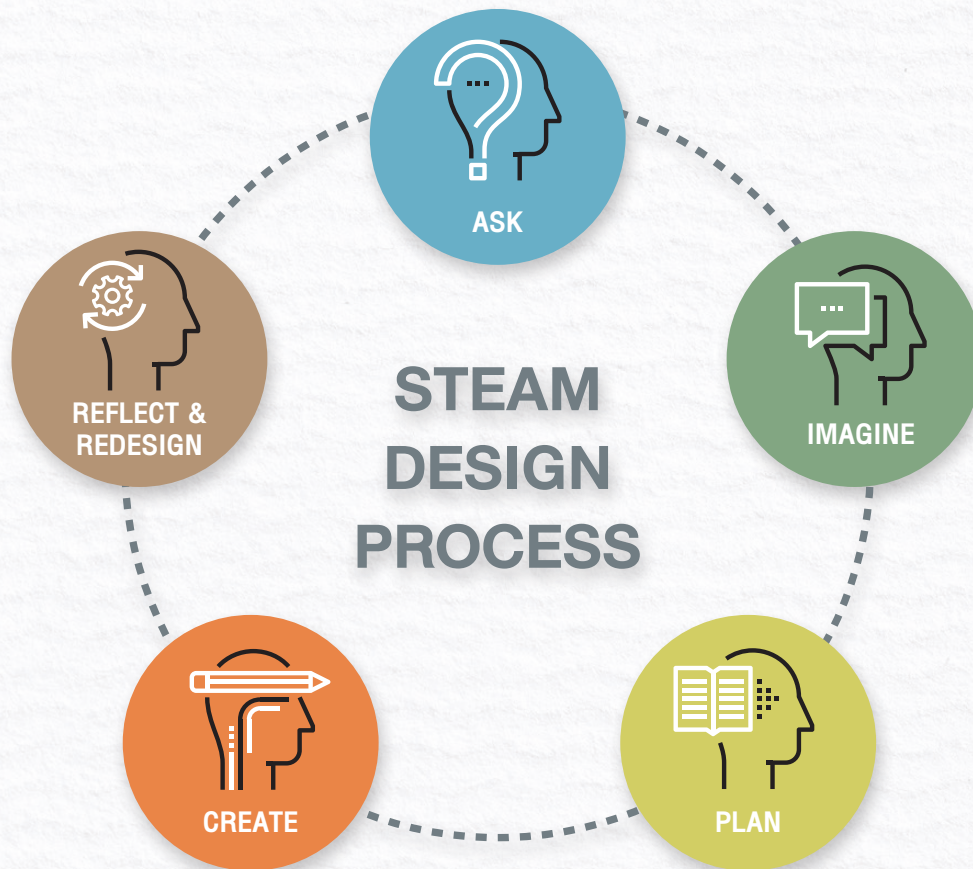 ASK
IMAGINE
PLAN
CREATE
REFLECT &
REDESIGN
STEAM
DESIGN
PROCESS